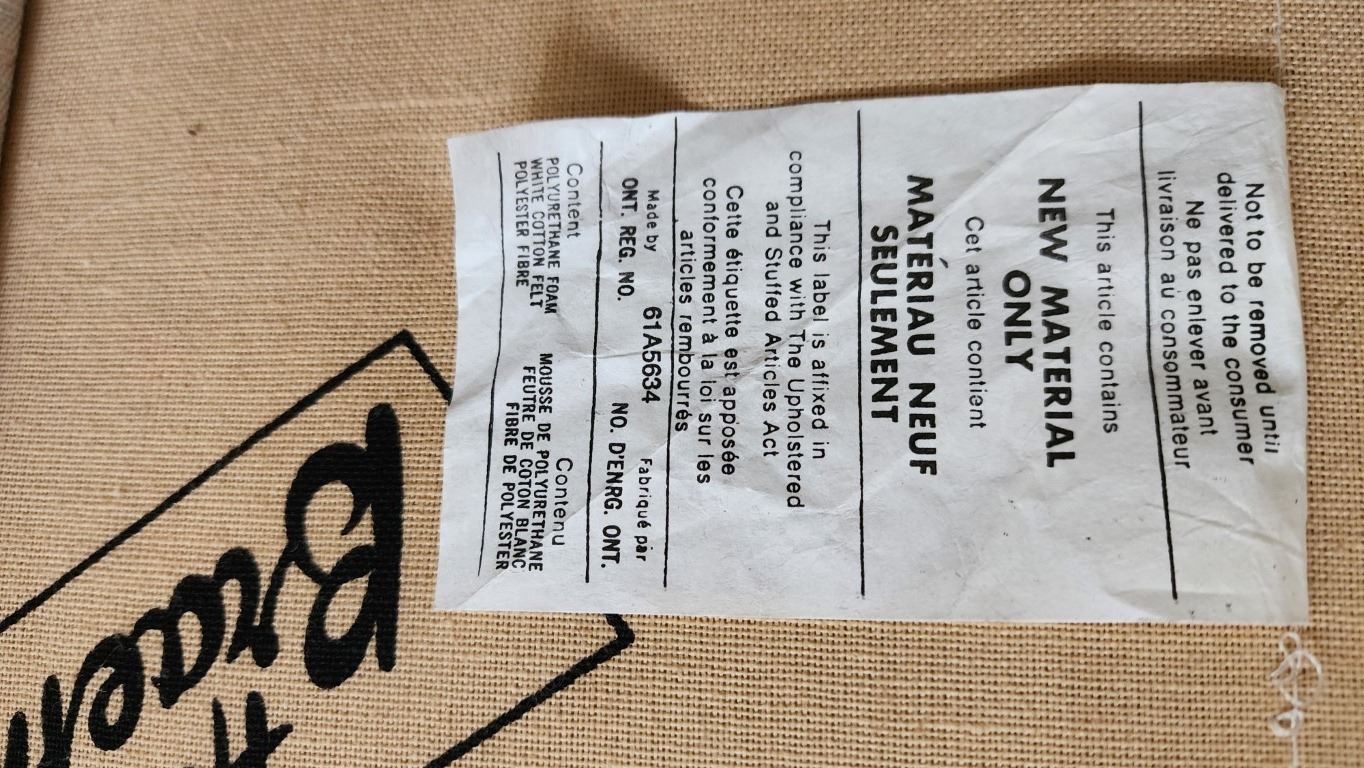 Not to be removed until
delivered to the consumer
Ne pas enlever avant
livraison au consommateur
This article contains
NEW MATERIAL
ONLY
Cet article contient
MATÉRIAU NEUF
SEULEMENT
This label is affixed in
compliance with The Upholstered
and Stuffed Articles Act
Cette étiquette est apposée
conformement à la loi sur les
articles rembourrés
Made by 61A5634 Fabriqué par
ONT. REG. NO. NO. D'ENRG. ONT.
Content Contenu
POLYURETHANE FOAM MOUSSE DE POLYURETHANE
WHITE COTTON FELT FEUTRE DE COTON BLANC
POLYESTER FIBRE FIBRE DE POLYESTER